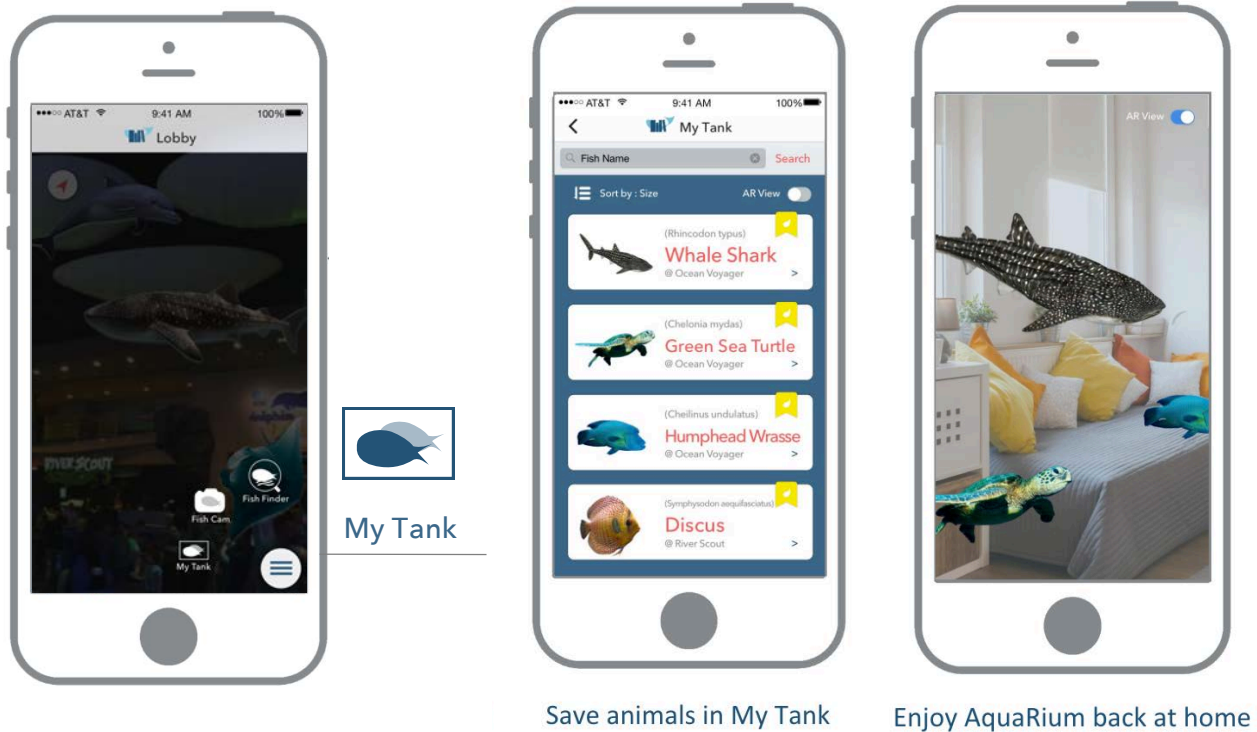 AT&T 9:41 AM 100%
Lobby
RIVER SCOUT
Fish Finder
Fish Cam
My Tank
My Tank
AT&T 9:41 AM 100%
My Tank
Fish Name Search
Sort by : Size AR View
(Rhincodon typus)
Whale Shark
@ Ocean Voyager >
(Chelonia mydas)
Green Sea Turtle
@ Ocean Voyager >
(Cheilinus undulatus)
Humphead Wrasse
@ Ocean Voyager >
(Symphysodon aequifasciatus)
Discus
@ River Scout >
Save animals in My Tank
AR View
Enjoy AquaRium back at home